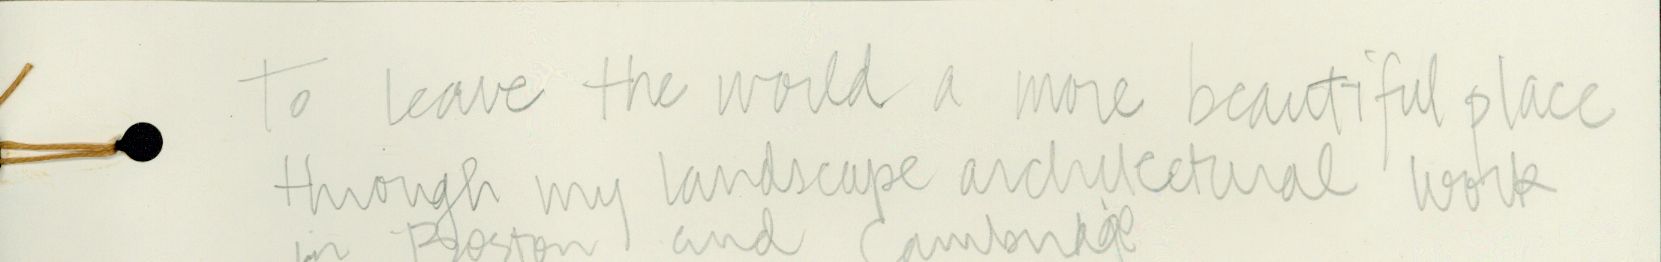 To leave the world a more beautiful place
through my landscape architectural work
in Boston and Cambridge